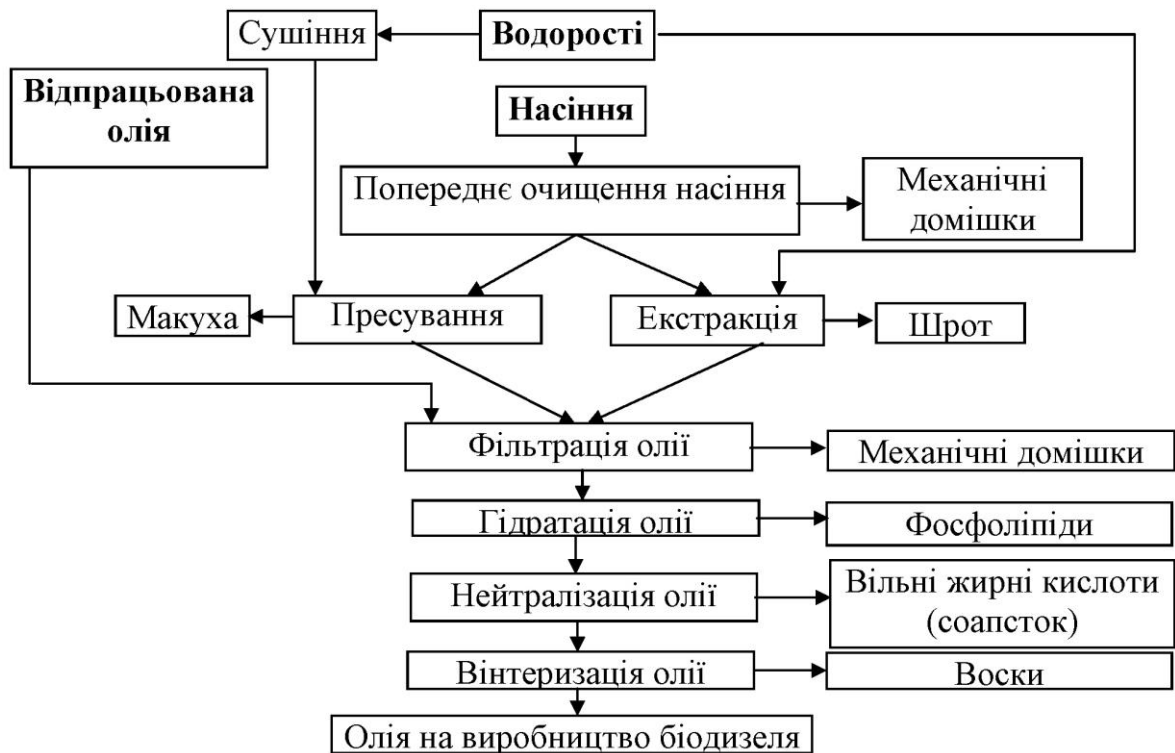 Сушіння
Водорості
Відпрацьована
олія
Насіння
Попереднє очищення насіння
Механічні
домішки
Макуха
Пресування
Екстракція
Шрот
Фільтрація олії
Механічні домішки
Гідратація олії
Фосфоліпіди
Нейтралізація олії
Вільні жирні кислоти
(соапсток)
Вінтеризація олії
Воски
Олія на виробництво біодизеля